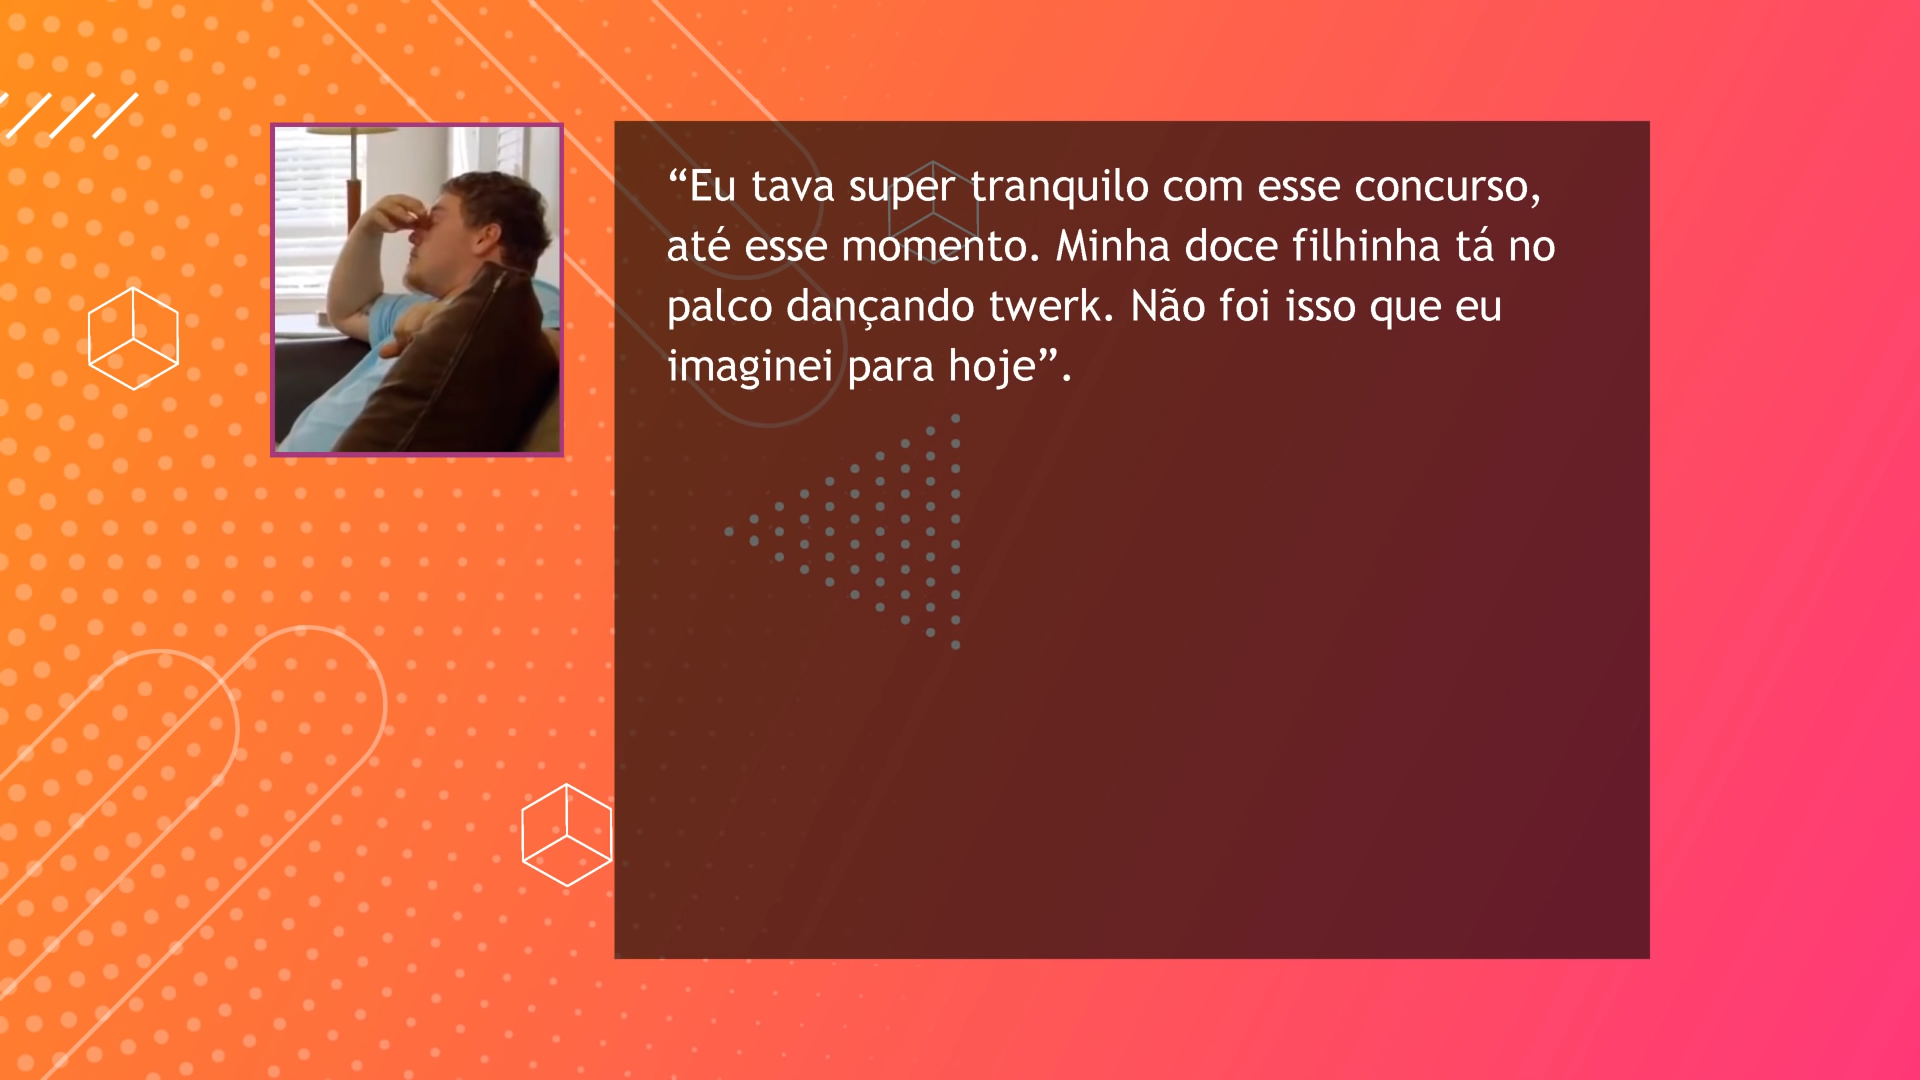 “Eu tava super tranquilo com esse concurso,
até esse momento. Minha doce filhinha tá no
palco dançando twerk. Não foi isso que eu
imaginei para hoje”.